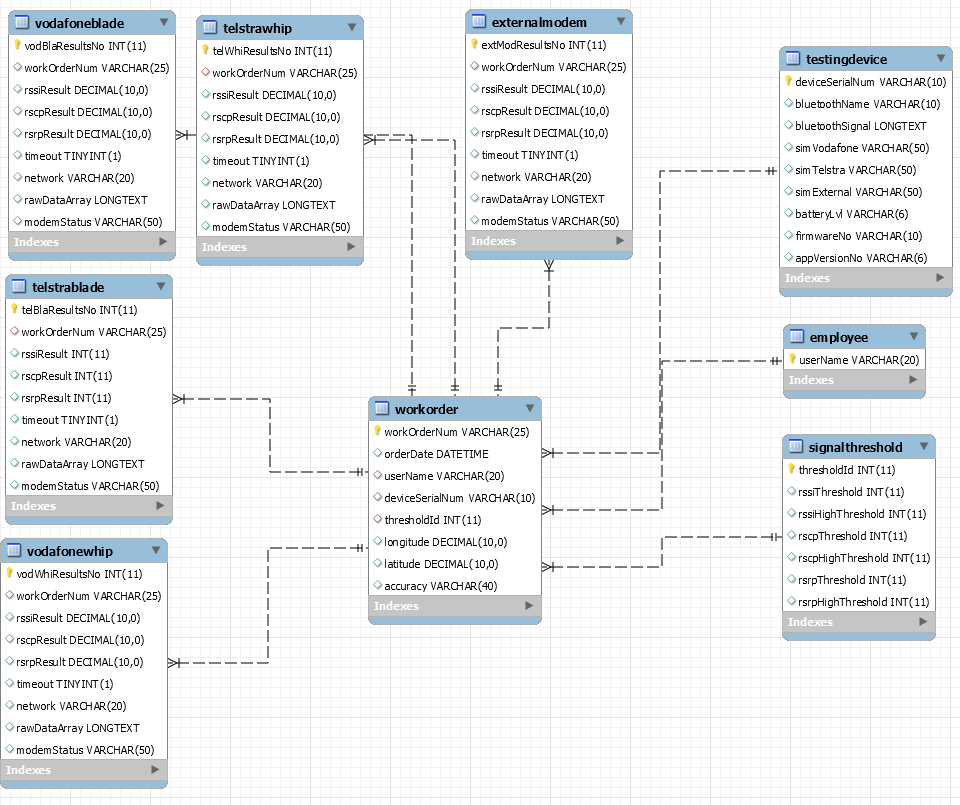 vodafoneblade
vodBlaResultsNo INT(11)
workOrderNum VARCHAR(25)
rssiResult DECIMAL(10,0)
rscpResult DECIMAL(10,0)
rsrpResult DECIMAL(10,0)
timeout TINYINT(1)
network VARCHAR(20)
rawDataArray LONGTEXT
modemStatus VARCHAR(50)
Indexes
telstrawhip
telWhiResultsNo INT(11)
workOrderNum VARCHAR(25)
rssiResult DECIMAL(10,0)
rscpResult DECIMAL(10,0)
rsrpResult DECIMAL(10,0)
timeout TINYINT(1)
network VARCHAR(20)
rawDataArray LONGTEXT
modemStatus VARCHAR(50)
Indexes
externalmodem
extModResultsNo INT(11)
workOrderNum VARCHAR(25)
rssiResult DECIMAL(10,0)
rscpResult DECIMAL(10,0)
rsrpResult DECIMAL(10,0)
timeout TINYINT(1)
network VARCHAR(20)
rawDataArray LONGTEXT
modemStatus VARCHAR(50)
Indexes
testingdevice
deviceSerialNum VARCHAR(10)
bluetoothName VARCHAR(10)
bluetoothSignal LONGTEXT
simVodafone VARCHAR(50)
simTelstra VARCHAR(50)
simExternal VARCHAR(50)
batteryLvl VARCHAR(6)
firmwareNo VARCHAR(10)
appVersionNo VARCHAR(6)
Indexes
telstrablade
telBlaResultsNo INT(11)
workOrderNum VARCHAR(25)
rssiResult INT(11)
rscpResult INT(11)
rsrpResult INT(11)
timeout TINYINT(1)
network VARCHAR(20)
rawDataArray LONGTEXT
modemStatus VARCHAR(50)
Indexes
employee
userName VARCHAR(20)
Indexes
workorder
workOrderNum VARCHAR(25)
orderDate DATETIME
userName VARCHAR(20)
deviceSerialNum VARCHAR(10)
thresholdId INT(11)
longitude DECIMAL(10,0)
latitude DECIMAL(10,0)
accuracy VARCHAR(40)
Indexes
signalthreshold
thresholdId INT(11)
rssiThreshold INT(11)
rssiHighThreshold INT(11)
rscpThreshold INT(11)
rscpHighThreshold INT(11)
rsrpThreshold INT(11)
rsrpHighThreshold INT(11)
Indexes
vodafonewhip
vodWhiResultsNo INT(11)
workOrderNum VARCHAR(25)
rssiResult DECIMAL(10,0)
rscpResult DECIMAL(10,0)
rsrpResult DECIMAL(10,0)
timeout TINYINT(1)
network VARCHAR(20)
rawDataArray LONGTEXT
modemStatus VARCHAR(50)
Indexes